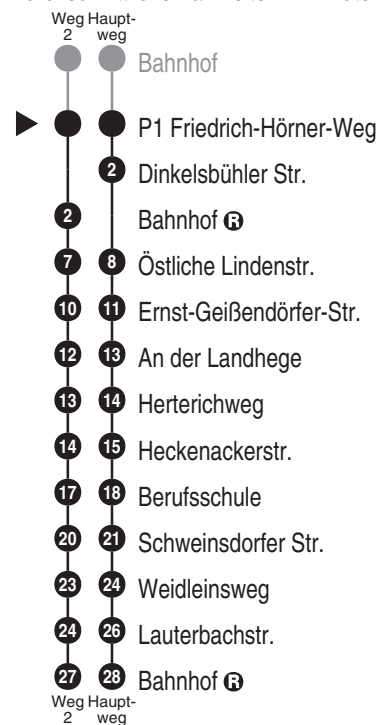 Weg Haupt-
2 weg
Bahnhof
P1 Friedrich-Hörner-Weg
2 Dinkelsbühler Str.
2 Bahnhof R
7 8 Östliche Lindenstr.
10 11 Ernst-Geißendörfer-Str.
12 13 An der Landhege
13 14 Herterichweg
14 15 Heckenackerstr.
17 18 Berufsschule
20 21 Schweinsdorfer Str.
23 24 Weidleinsweg
24 26 Lauterbachstr.
27 28 Bahnhof R
Weg Haupt-
2 weg